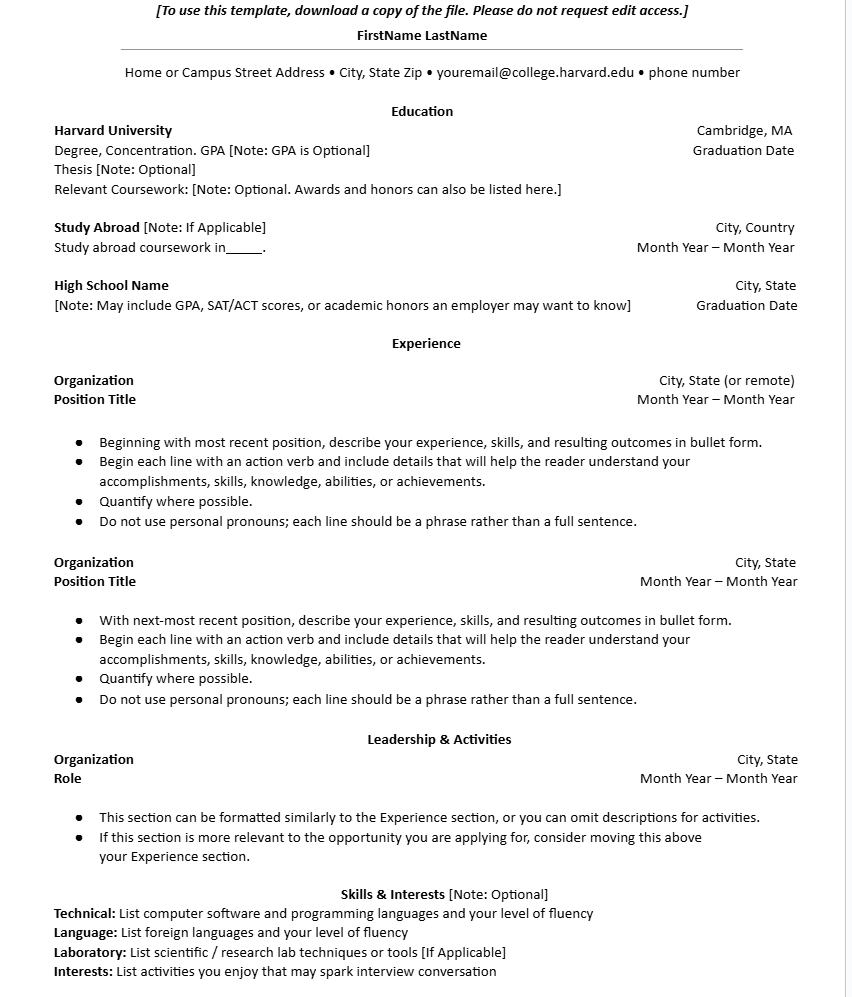 [To use this template, download a copy of the file. Please do not request edit access.]
FirstName LastName
Home or Campus Street Address • City, State Zip • youremail@college.harvard.edu • phone number
Education
Harvard University Cambridge, MA
Degree, Concentration. GPA [Note: GPA is Optional] Graduation Date
Thesis [Note: Optional]
Relevant Coursework: [Note: Optional. Awards and honors can also be listed here.]
Study Abroad [Note: If Applicable] City, Country
Study abroad coursework in_____. Month Year – Month Year
High School Name City, State
[Note: May include GPA, SAT/ACT scores, or academic honors an employer may want to know] Graduation Date
Experience
Organization City, State (or remote)
Position Title Month Year – Month Year
● Beginning with most recent position, describe your experience, skills, and resulting outcomes in bullet form.
● Begin each line with an action verb and include details that will help the reader understand your
accomplishments, skills, knowledge, abilities, or achievements.
● Quantify where possible.
● Do not use personal pronouns; each line should be a phrase rather than a full sentence.
Organization City, State
Position Title Month Year – Month Year
● With next-most recent position, describe your experience, skills, and resulting outcomes in bullet form.
● Begin each line with an action verb and include details that will help the reader understand your
accomplishments, skills, knowledge, abilities, or achievements.
● Quantify where possible.
● Do not use personal pronouns; each line should be a phrase rather than a full sentence.
Leadership & Activities
Organization City, State
Role Month Year – Month Year
● This section can be formatted similarly to the Experience section, or you can omit descriptions for activities.
● If this section is more relevant to the opportunity you are applying for, consider moving this above
your Experience section.
Skills & Interests [Note: Optional]
Technical: List computer software and programming languages and your level of fluency
Language: List foreign languages and your level of fluency
Laboratory: List scientific / research lab techniques or tools [If Applicable]
Interests: List activities you enjoy that may spark interview conversation